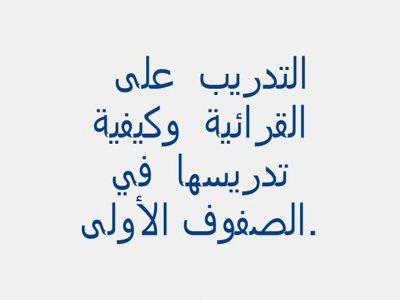 التدريب على
القرائية وكيفية
تدريسها في
الصفوف الأولى.